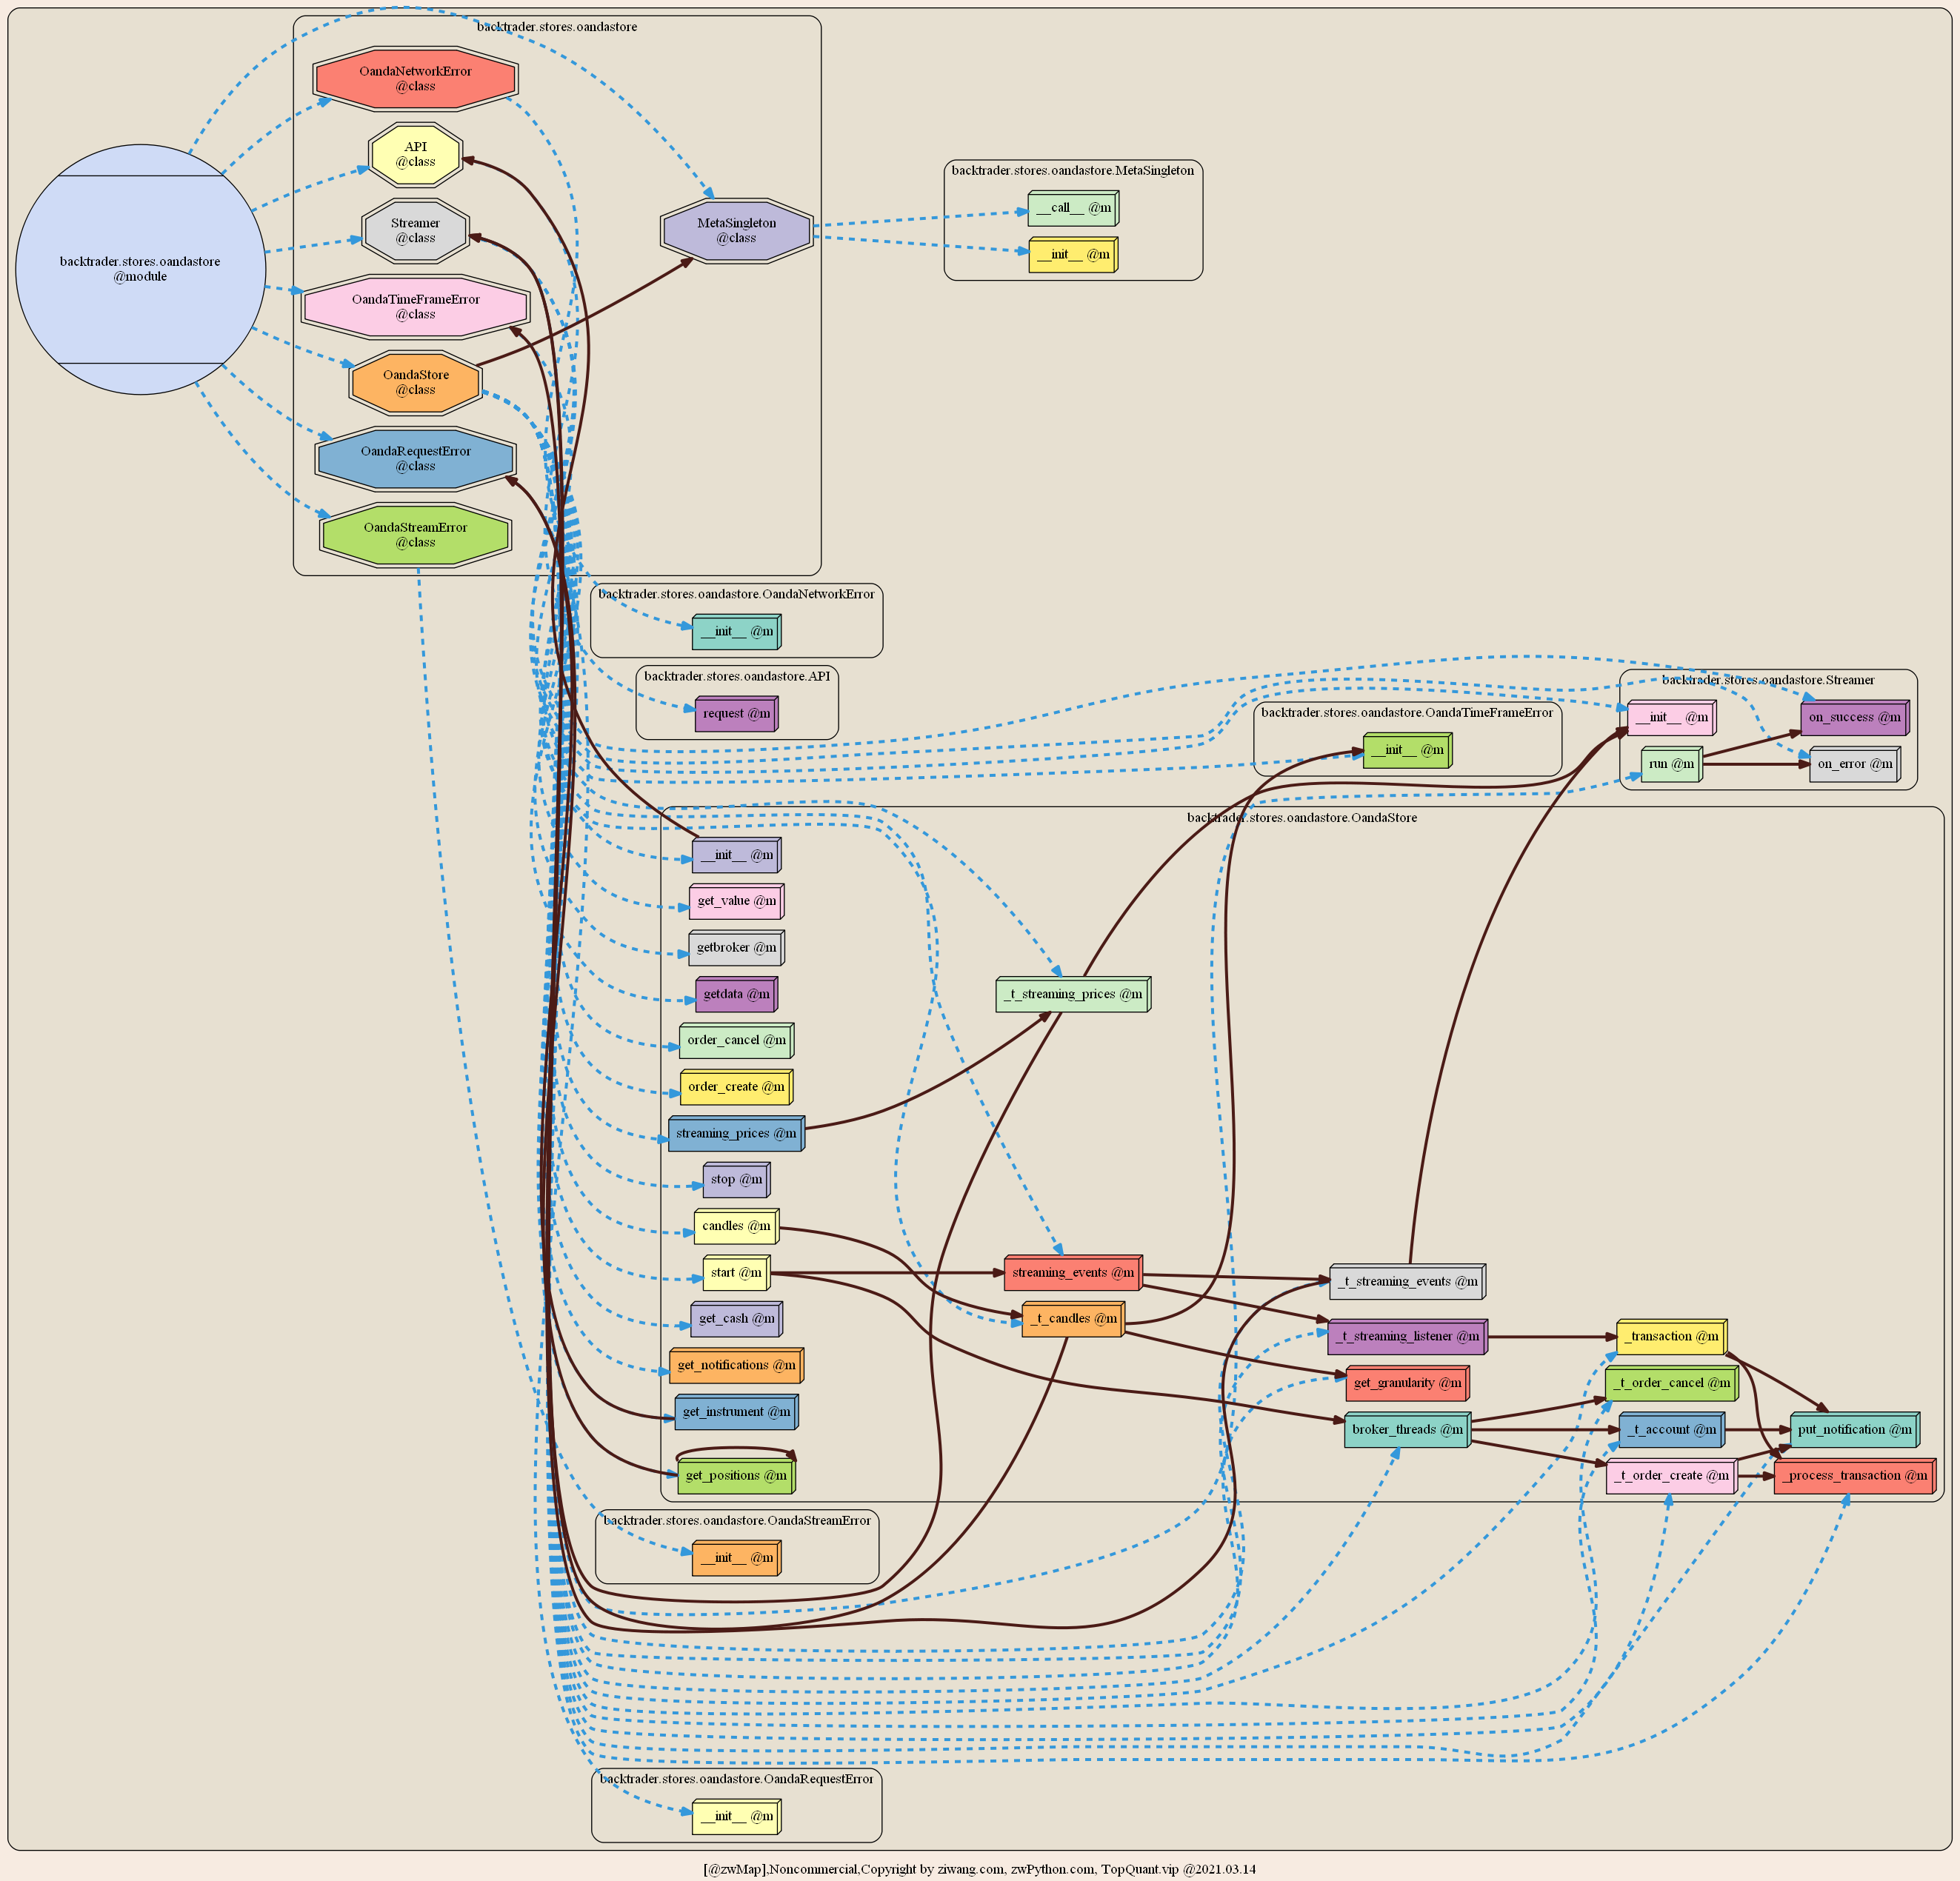 backtrader.stores.oandastore
OandaNetworkError
@class
API
@class
Streamer
@class
OandaTimeFrameError
@class
OandaStore
@class
OandaRequestError
@class
OandaStreamError
@class
MetaSingleton
@class
backtrader.stores.oandastore
@module
backtrader.stores.oandastore.MetaSingleton
__call__ @m
__init__ @m
backtrader.stores.oandastore.OandaNetworkError
__init__ @m
backtrader.stores.oandastore.API
request @m
backtrader.stores.oandastore.OandaTimeFrameError
__init__ @m
backtrader.stores.oandastore.Streamer
__init__ @m
on_success @m
run @m
on_error @m
backtrader.stores.oandastore.OandaStore
__init__ @m
get_value @m
getbroker @m
getdata @m
order_cancel @m
order_create @m
streaming_prices @m
stop @m
candles @m
start @m
get_cash @m
get_notifications @m
get_instrument @m
get_positions @m
_t_streaming_prices @m
streaming_events @m
_t_candles @m
_t_streaming_events @m
_t_streaming_listener @m
get_granularity @m
broker_threads @m
_transaction @m
_t_order_cancel @m
_t_account @m
_t_order_create @m
put_notification @m
_process_transaction @m
backtrader.stores.oandastore.OandaStreamError
__init__ @m
backtrader.stores.oandastore.OandaRequestError
__init__ @m
[@zwMap],Noncommercial,Copyright by ziwang.com, zwPython.com, TopQuant.vip @2021.03.14